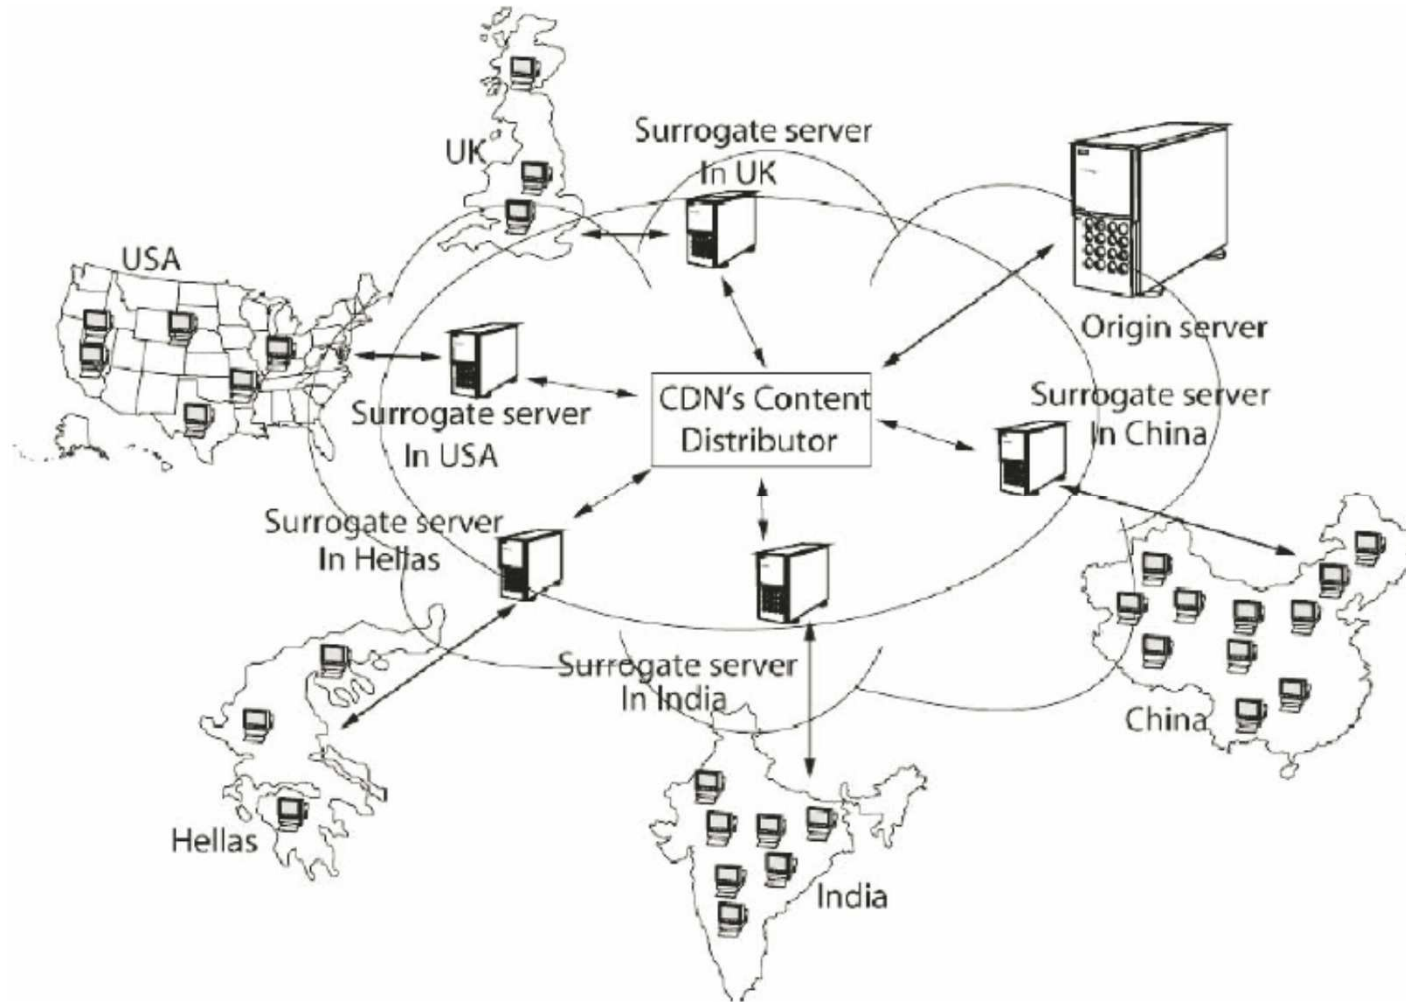 Surrogate server
In UK
UK
USA
Origin server
Surrogate server
In USA
CDN's Content
Distributor
Surrogate server
In China
Surrogate server
In Hellas
Surrogate server
In India
China
Hellas
India